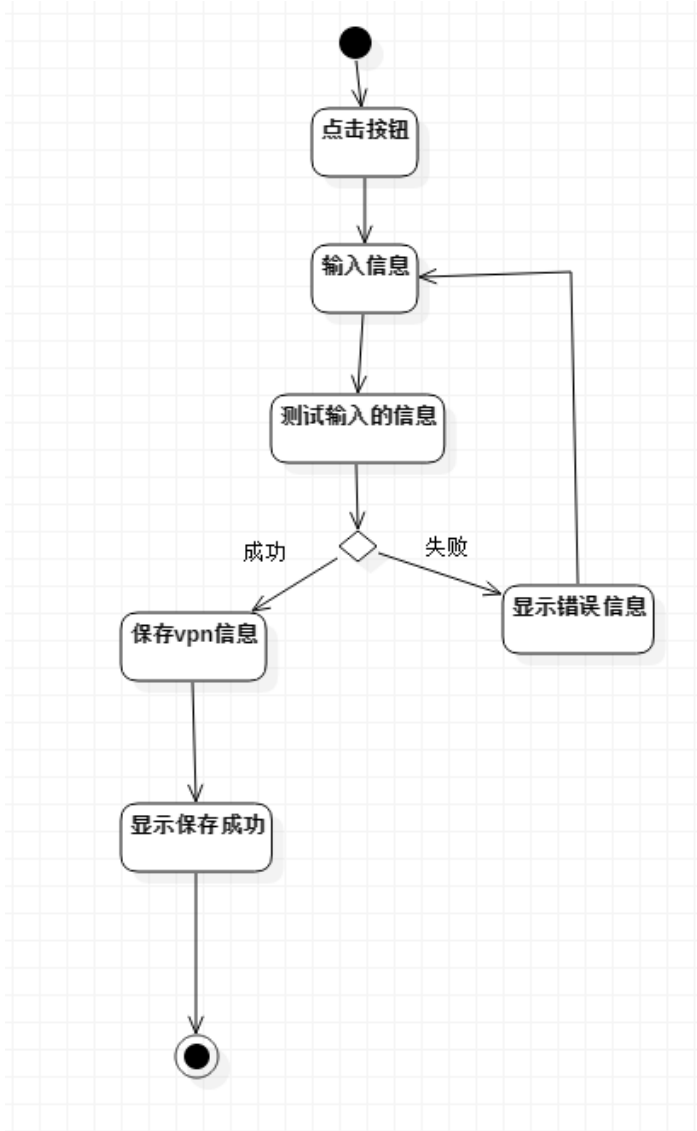 点击按钮
输入信息
测试输入的信息
成功
失败
显示错误信息
保存vpn信息
显示保存成功